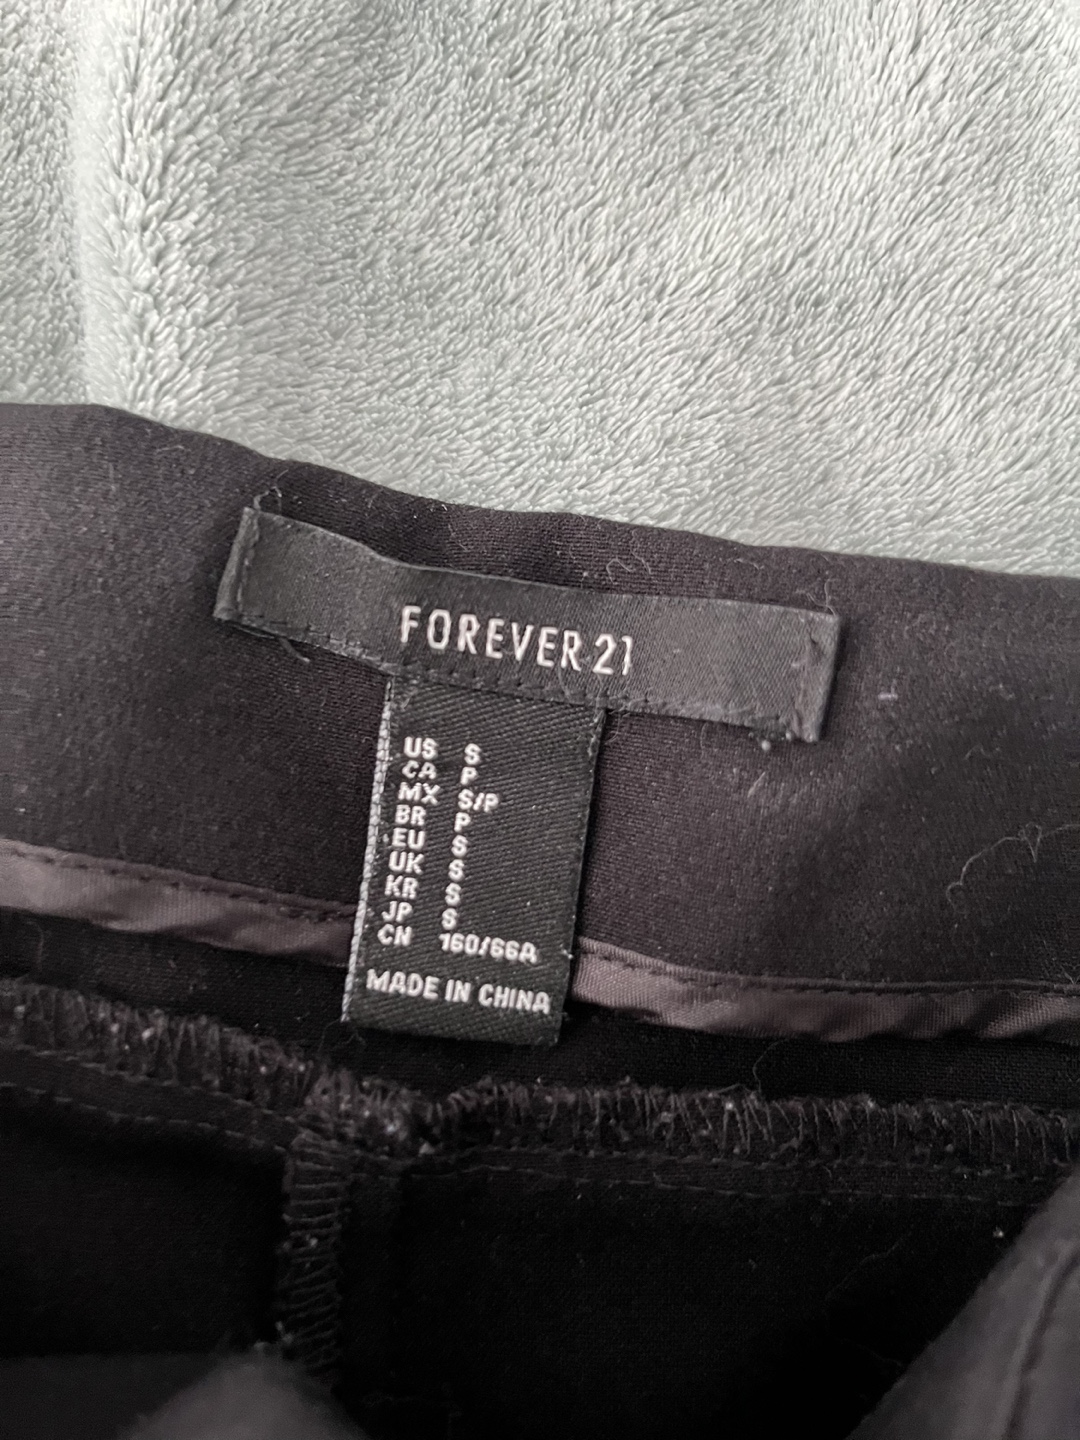 FOREVER 21
US S
CA P
MX S/P
BR P
EU S
UK S
KR S
JP S
CN 160/66A
MADE IN CHINA